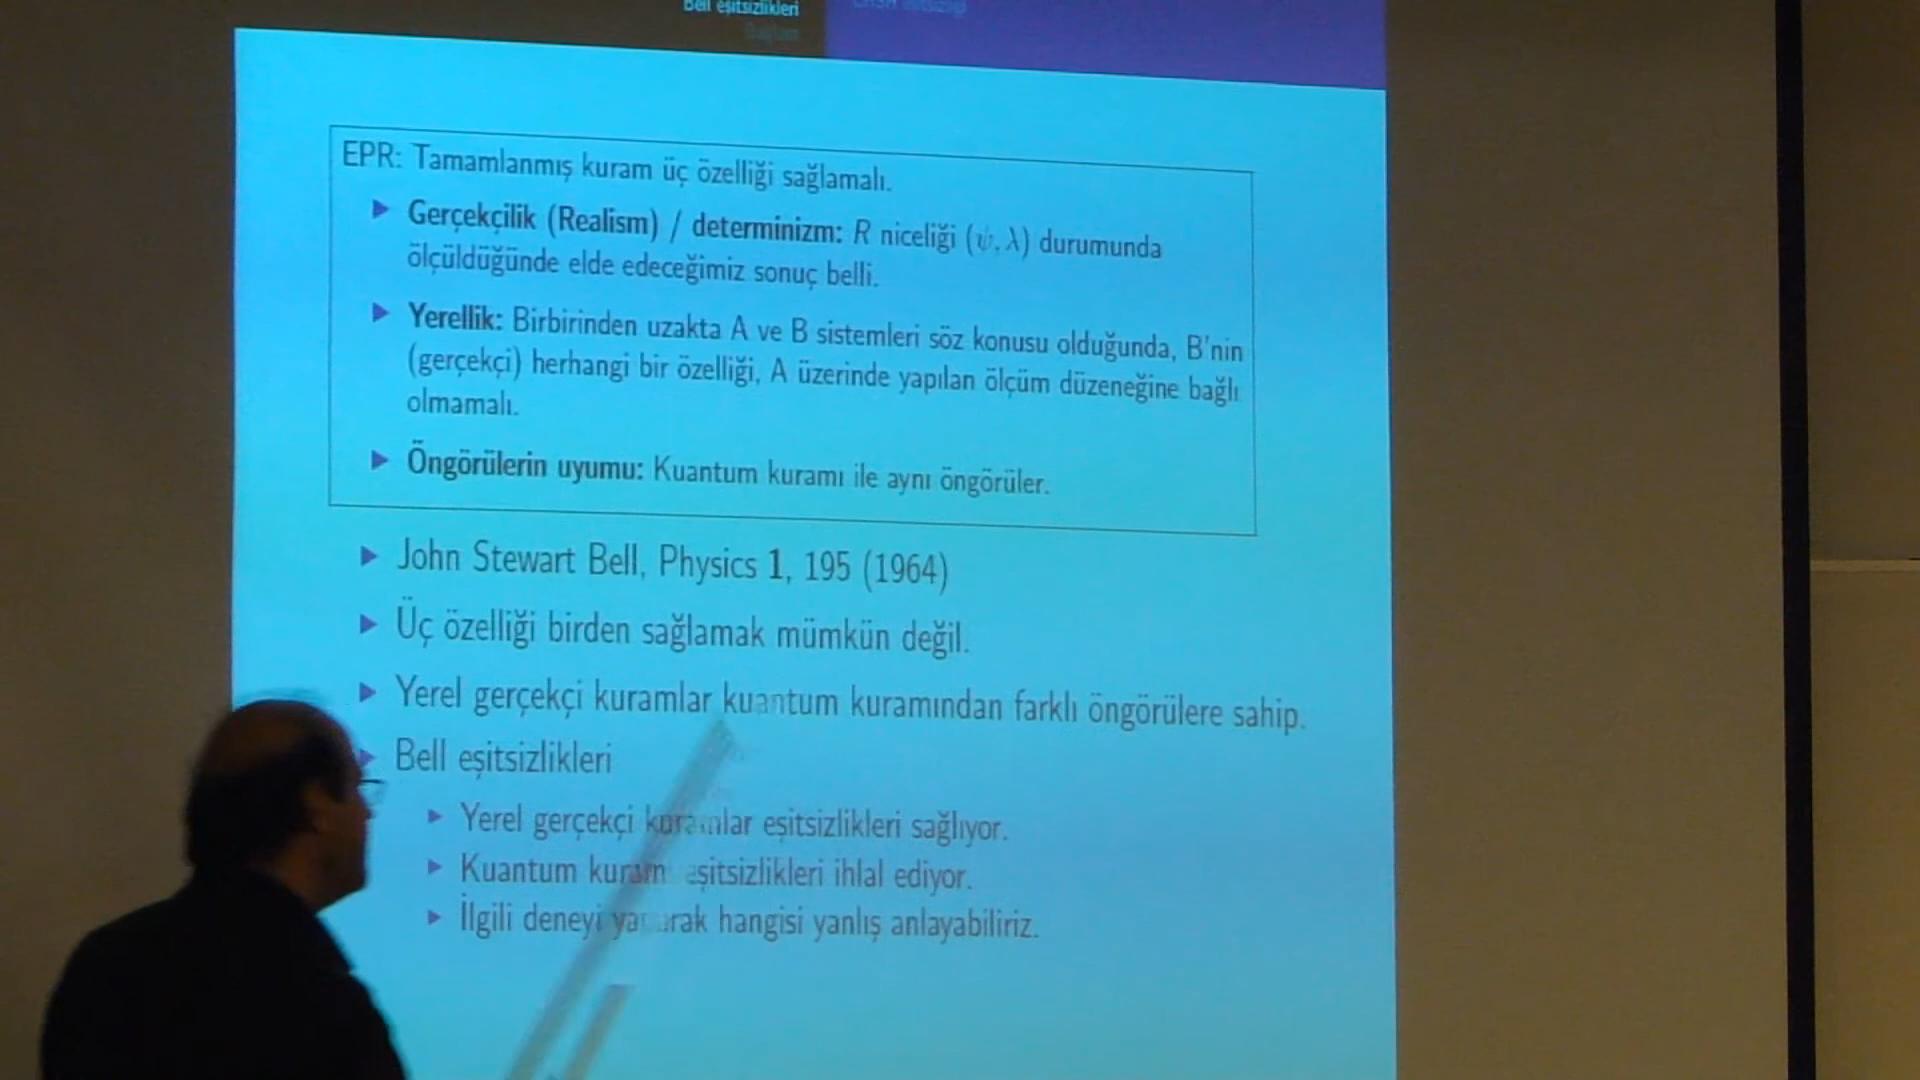 Bell eşitsizlikleri
EPR: Tamamlanmış kuram üç özelliği sağlamalı.
▶ Gerçekçilik (Realism) / determinizm: R niceliği (ψ, λ) durumunda
ölçüldüğünde elde edeceğimiz sonuç belli.
▶ Yerellik: Birbirinden uzakta A ve B sistemleri söz konusu olduğunda, B'nin
(gerçekçi) herhangi bir özelliği, A üzerinde yapılan ölçüm düzeneğine bağlı
olmamalı.
▶ Öngörülerin uyumu: Kuantum kuramı ile aynı öngörüler.
▶ John Stewart Bell, Physics 1, 195 (1964)
▶ Üç özelliği birden sağlamak mümkün değil.
▶ Yerel gerçekçi kuramlar kuantum kuramından farklı öngörülere sahip.
▶ Bell eşitsizlikleri
▶ Yerel gerçekçi kuramlar eşitsizlikleri sağlıyor.
▶ Kuantum kuramı eşitsizlikleri ihlal ediyor.
▶ İlgili deneyi yaparak hangisi yanlış anlayabiliriz.